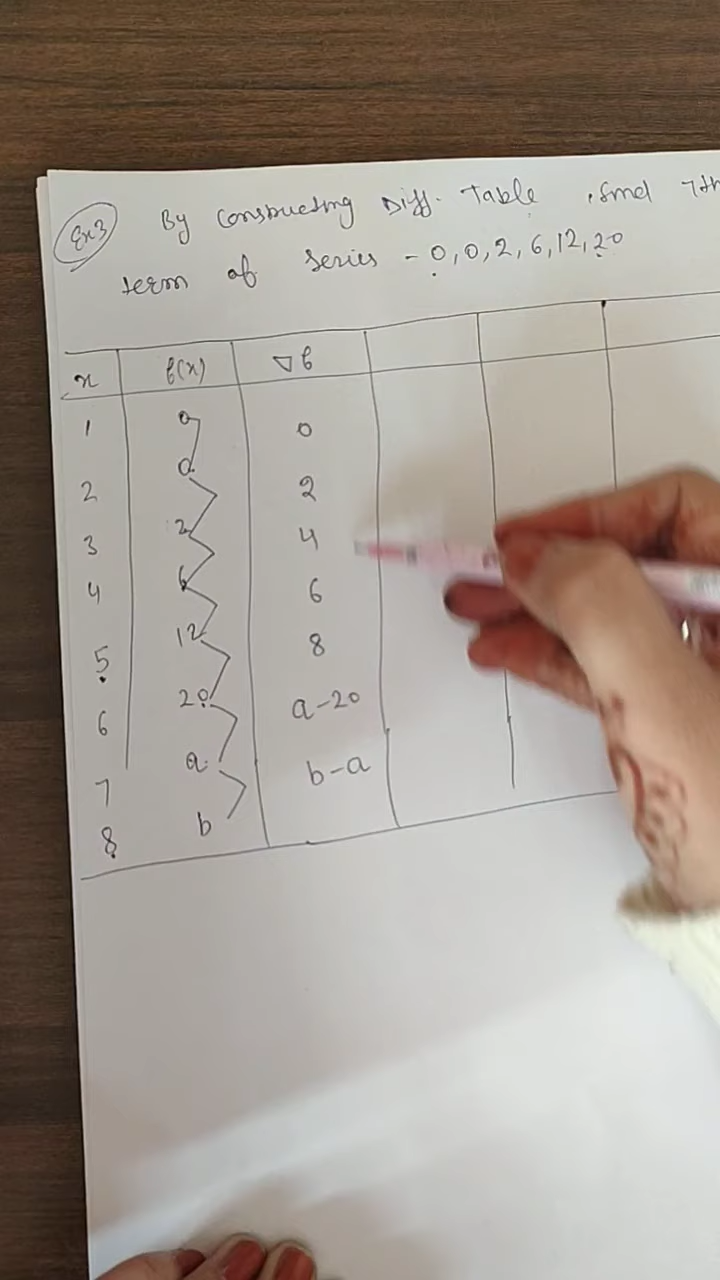 Ex3 By Constructing Diff. Table , find 7th
term of series - 0, 0, 2, 6, 12, 20
x f(x) ∇f
1 0 0
2 0 2
3 2 4
4 6 6
5 12 8
6 20 a-20
7 a b-a
8 b